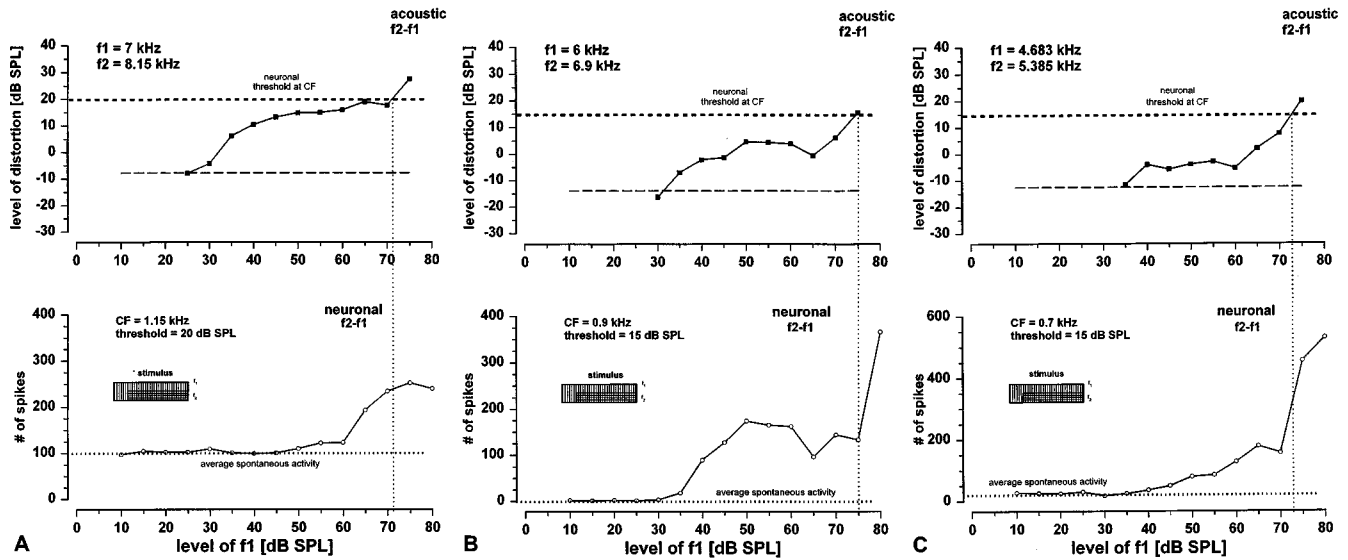 acoustic
f2-f1
f1 = 7 kHz
f2 = 8.15 kHz
neuronal
threshold at CF
level of distortion [dB SPL]
40
30
20
10
0
-10
-20
-30
0 10 20 30 40 50 60 70 80
neuronal
f2-f1
CF = 1.15 kHz
threshold = 20 dB SPL
stimulus
f1
f2
average spontaneous activity
# of spikes
400
300
200
100
0
0 10 20 30 40 50 60 70 80
A
level of f1 [dB SPL]
acoustic
f2-f1
f1 = 6 kHz
f2 = 6.9 kHz
neuronal
threshold at CF
level of distortion [dB SPL]
40
30
20
10
0
-10
-20
-30
0 10 20 30 40 50 60 70 80
neuronal
f2-f1
CF = 0.9 kHz
threshold = 15 dB SPL
stimulus
f1
f2
average spontaneous activity
# of spikes
400
300
200
100
0
0 10 20 30 40 50 60 70 80
B
level of f1 [dB SPL]
acoustic
f2-f1
f1 = 4.683 kHz
f2 = 5.385 kHz
neuronal
threshold at CF
level of distortion [dB SPL]
40
30
20
10
0
-10
-20
-30
0 10 20 30 40 50 60 70 80
neuronal
f2-f1
CF = 0.7 kHz
threshold = 15 dB SPL
stimulus
f1
f2
average spontaneous activity
# of spikes
600
400
200
0
0 10 20 30 40 50 60 70 80
C
level of f1 [dB SPL]